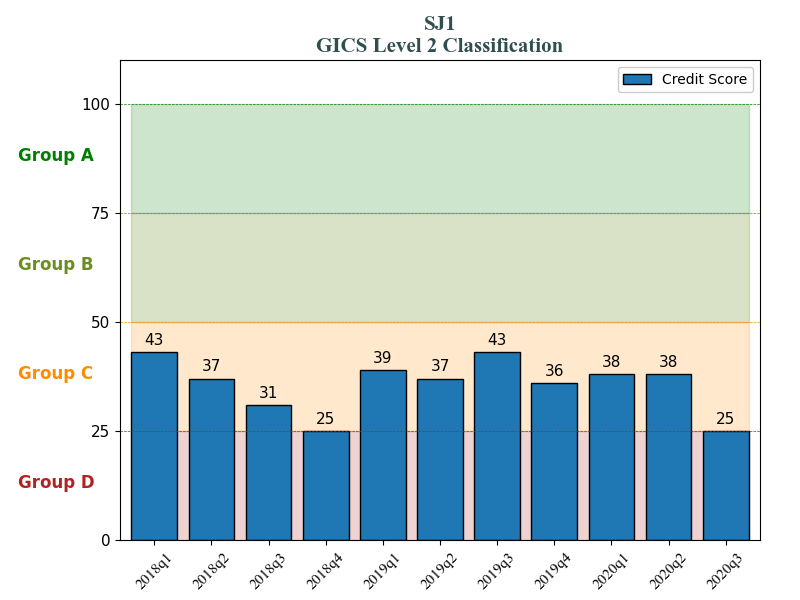 SJ1
GICS Level 2 Classification
Credit Score
100
Group A
75
Group B
50
43 37 31 25 39 37 43 36 38 38 25
Group C
25
Group D
0
2018q1 2018q2 2018q3 2018q4 2019q1 2019q2 2019q3 2019q4 2020q1 2020q2 2020q3